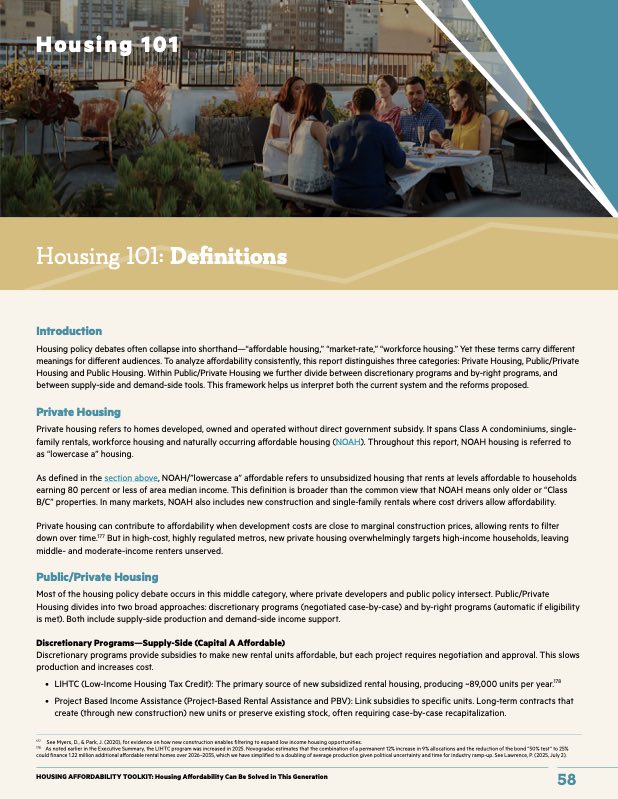 Housing 101
Housing 101: Definitions
Introduction
Housing policy debates often collapse into shorthand—“affordable housing,” “market-rate,” “workforce housing.” Yet these terms carry different
meanings for different audiences. To analyze affordability consistently, this report distinguishes three categories: Private Housing, Public/Private
Housing and Public Housing. Within Public/Private Housing we further divide between discretionary programs and by-right programs, and
between supply-side and demand-side tools. This framework helps us interpret both the current system and the reforms proposed.
Private Housing
Private housing refers to homes developed, owned and operated without direct government subsidy. It spans Class A condominiums, single-
family rentals, workforce housing and naturally occurring affordable housing (NOAH). Throughout this report, NOAH housing is referred to
as “lowercase a” housing.
As defined in the section above, NOAH/“lowercase a” affordable refers to unsubsidized housing that rents at levels affordable to households
earning 80 percent or less of area median income. This definition is broader than the common view that NOAH means only older or “Class
B/C” properties. In many markets, NOAH also includes new construction and single-family rentals where cost drivers allow affordability.
Private housing can contribute to affordability when development costs are close to marginal construction prices, allowing rents to filter
down over time.177 But in high-cost, highly regulated metros, new private housing overwhelmingly targets high-income households, leaving
middle- and moderate-income renters unserved.
Public/Private Housing
Most of the housing policy debate occurs in this middle category, where private developers and public policy intersect. Public/Private
Housing divides into two broad approaches: discretionary programs (negotiated case-by-case) and by-right programs (automatic if eligibility
is met). Both include supply-side production and demand-side income support.
Discretionary Programs—Supply-Side (Capital A Affordable)
Discretionary programs provide subsidies to make new rental units affordable, but each project requires negotiation and approval. This slows
production and increases cost.
• LIHTC (Low-Income Housing Tax Credit): The primary source of new subsidized rental housing, producing ~89,000 units per year.178
• Project Based Income Assistance (Project-Based Rental Assistance and PBV): Link subsidies to specific units. Long-term contracts that
create (through new construction) new units or preserve existing stock, often requiring case-by-case recapitalization.
177 See Myers, D., & Park, J. (2020), for evidence on how new construction enables filtering to expand low income housing opportunities.
178 As noted earlier in the Executive Summary, the LIHTC program was increased in 2025. Novogradac estimates that the combination of a permanent 12% increase in 9% allocations and the reduction of the bond “50% test” to 25%
could finance 1.22 million additional affordable rental homes over 2026–2035, which we have simplified to a doubling of average production given political uncertainty and time for industry ramp-up. See Lawrence, P. (2025, July 2).
HOUSING AFFORDABILITY TOOLKIT: Housing Affordability Can Be Solved in This Generation
58